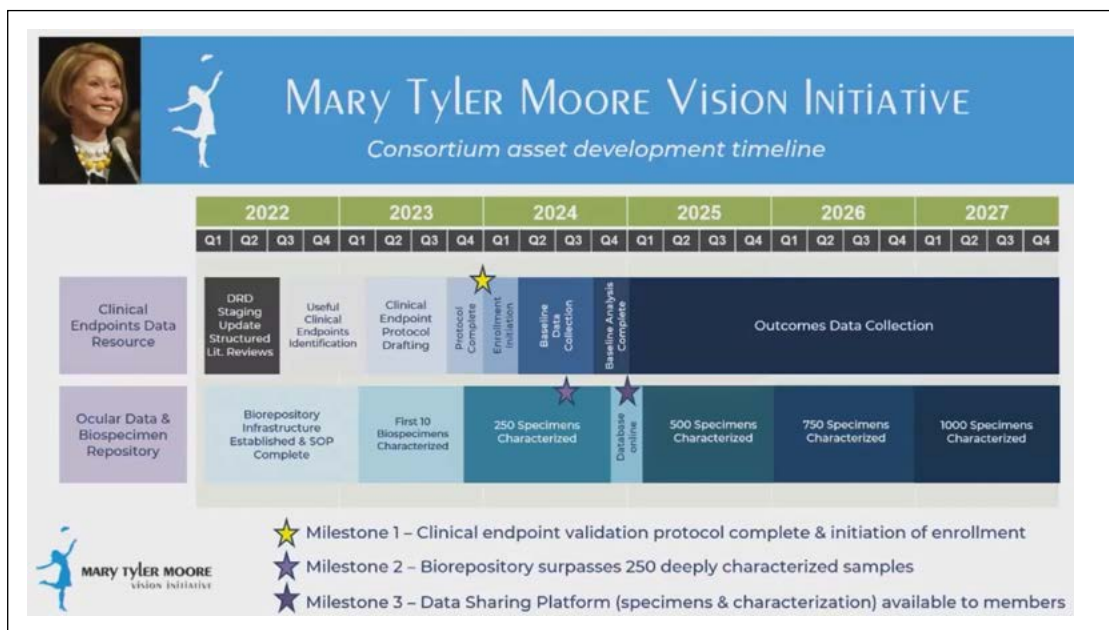 MARY TYLER MOORE VISION INITIATIVE
Consortium asset development timeline
2022 2023 2024 2025 2026 2027
Q1 Q2 Q3 Q4 Q1 Q2 Q3 Q4 Q1 Q2 Q3 Q4 Q1 Q2 Q3 Q4 Q1 Q2 Q3 Q4 Q1 Q2 Q3 Q4
Clinical
Endpoints Data
Resource
DRD
Staging
Update
Structured
Lit. Reviews
Useful
Clinical
Endpoints
Identification
Clinical
Endpoint
Protocol
Drafting
Protocol
Complete
Enrollment
Initiation
Baseline
Data
Collection
Baseline Analysis
Complete
Outcomes Data Collection
Ocular Data &
Biospecimen
Repository
Biorepository
Infrastructure
Established & SOP
Complete
First 10
Biospecimens
Characterized
250 Specimens
Characterized
Database
online
500 Specimens
Characterized
750 Specimens
Characterized
1000 Specimens
Characterized
Milestone 1 – Clinical endpoint validation protocol complete & initiation of enrollment
Milestone 2 – Biorepository surpasses 250 deeply characterized samples
Milestone 3 – Data Sharing Platform (specimens & characterization) available to members
MARY TYLER MOORE
vision initiative